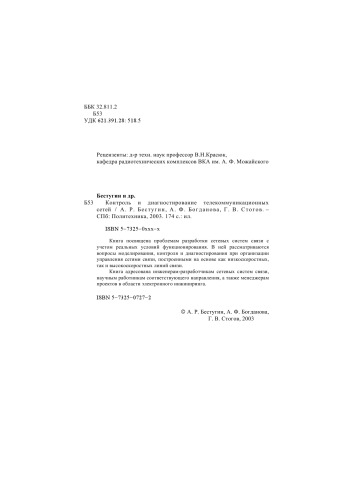 ББК 32.811.2
Б53
УДК 621.391.28: 518.5
Рецензенты: д-р техн. наук профессор В.Н.Красюк,
кафедра радиотехнических комплексов ВКА им. А. Ф. Можайского
Бестугин и др.
Б53 Контроль и диагностирование телекоммуникационных
сетей / А. Р. Бестугин, А. Ф. Богданова, Г. В. Стогов. –
СПб: Политехника, 2003. 174 с.: ил.
ISBN 5-7325-0xxx-x
Книга посвящена проблемам разработки сетевых систем связи с
учетом реальных условий функционирования. В ней рассматриваются
вопросы моделирования, контроля и диагностирования при организации
управления сетями связи, построенными на основе как низкоскоростных,
так и высокоскоростных линий связи.
Книга адресована инженерам-разработчикам сетевых систем связи,
научным работникам соответствующего направления, а также менеджерам
проектов в области электронного инжиниринга.
ISBN 5-7325-0727-2
© А. Р. Бестугин, А. Ф. Богданова,
Г. В. Стогов, 2003